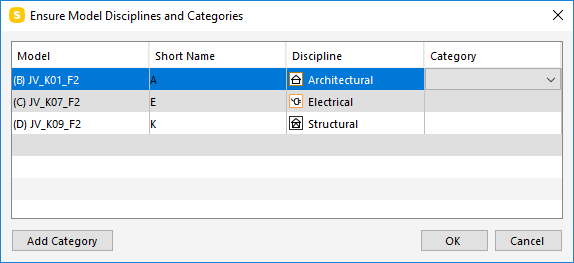 S Ensure Model Disciplines and Categories
Model Short Name Discipline Category
(B) JV_K01_F2 A Architectural
(C) JV_K07_F2 E Electrical
(D) JV_K09_F2 K Structural
Add Category OK Cancel